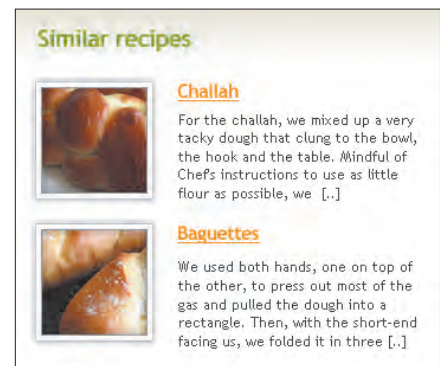 Similar recipes
Challah
For the challah, we mixed up a very
tacky dough that clung to the bowl,
the hook and the table. Mindful of
Chef's instructions to use as little
flour as possible, we [..]
Baguettes
We used both hands, one on top of
the other, to press out most of the
gas and pulled the dough into a
rectangle. Then, with the short-end
facing us, we folded it in three [..]